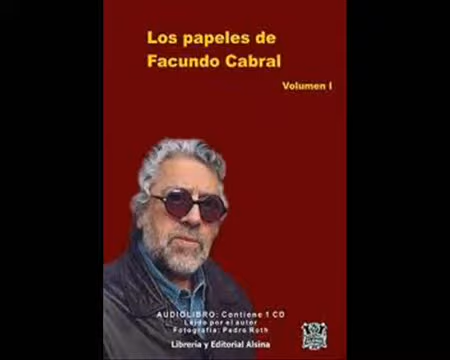 Los papeles de
Facundo Cabral
Volumen I
AUDIOLIBRO: Contiene 1 CD
Leído por el autor
Fotografía: Pedro Roth
Librería y Editorial Alsina